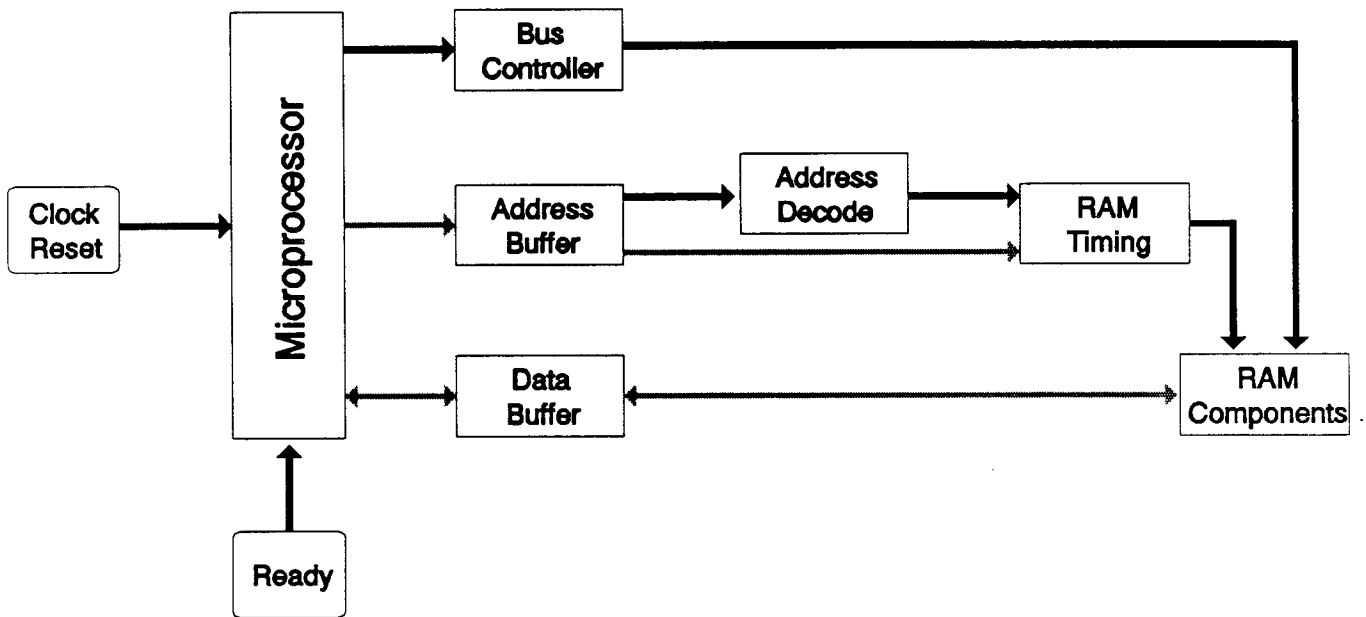 Bus
Controller
Microprocessor
Clock
Reset
Address
Buffer
Address
Decode
RAM
Timing
Data
Buffer
RAM
Components
Ready